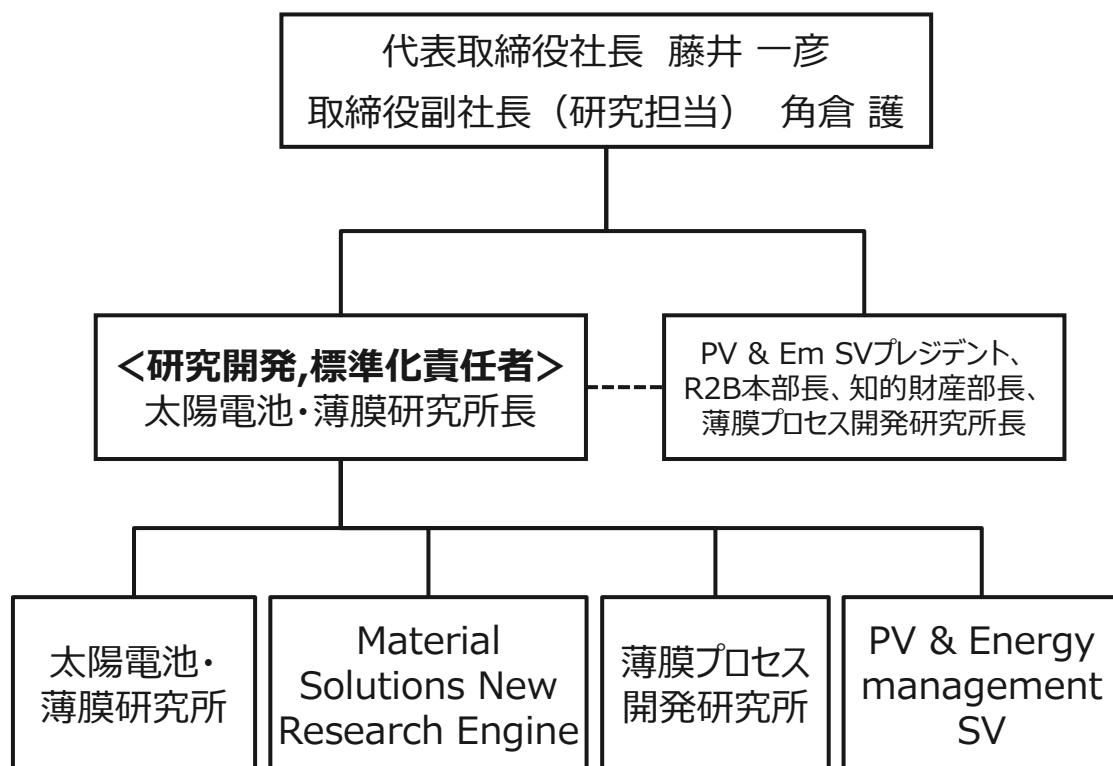 代表取締役社長 藤井 一彦
取締役副社長（研究担当） 角倉 護
＜研究開発,標準化責任者＞
太陽電池・薄膜研究所長
PV & Em SVプレジデント、
R2B本部長、知的財産部長、
薄膜プロセス開発研究所長
太陽電池・
薄膜研究所
Material
Solutions New
Research Engine
薄膜プロセス
開発研究所
PV & Energy
management
SV